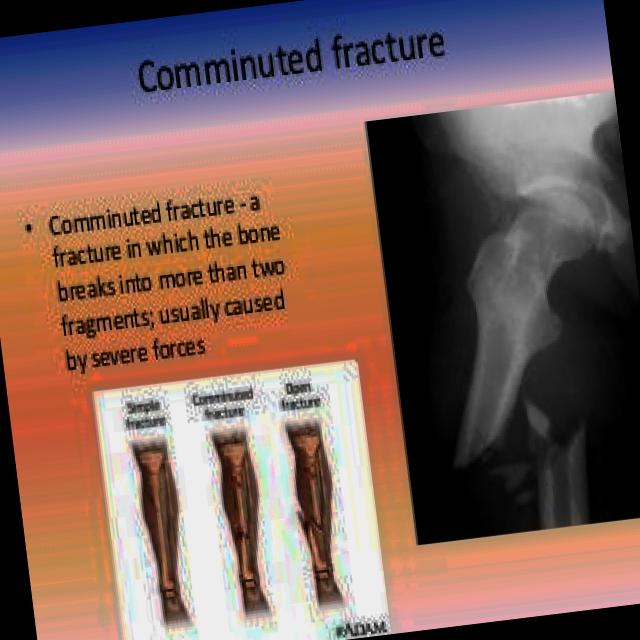 Comminuted fracture
• Comminuted fracture - a
fracture in which the bone
breaks into more than two
fragments; usually caused
by severe forces
Simple
fracture
Comminuted
fracture
Open
fracture
ADAM